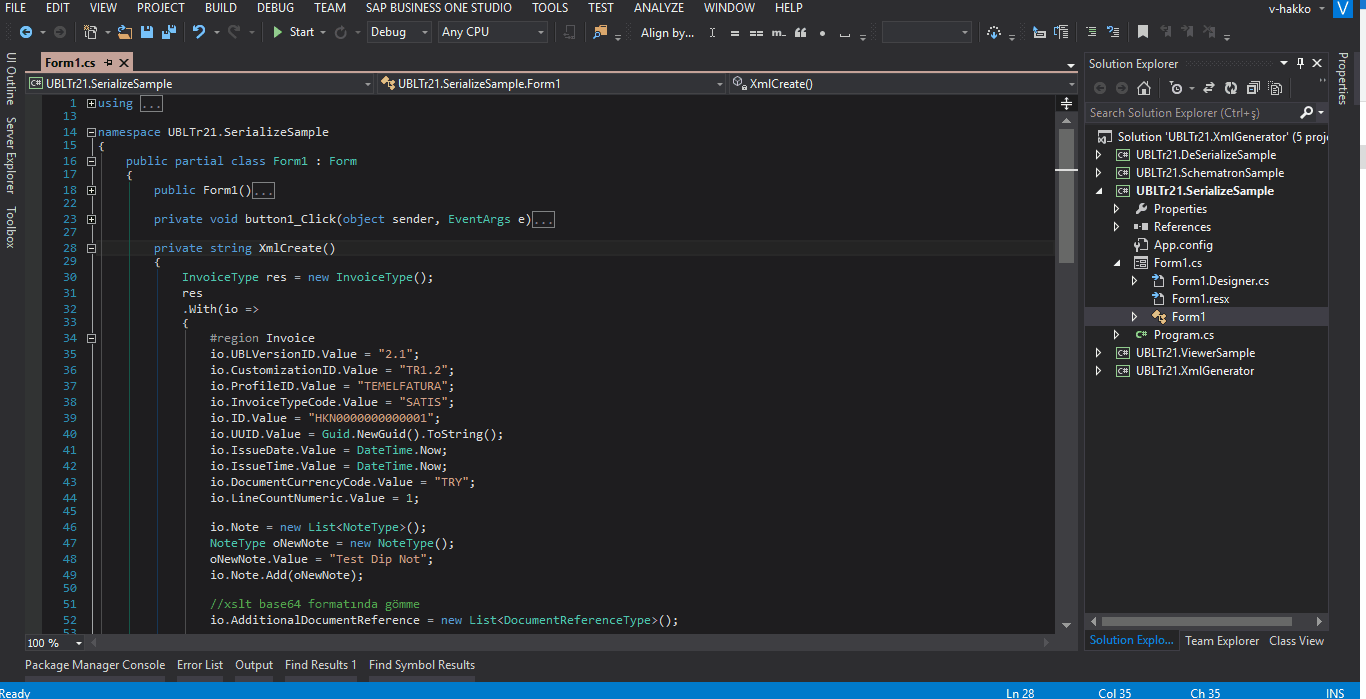 FILE EDIT VIEW PROJECT BUILD DEBUG TEAM SAP BUSINESS ONE STUDIO TOOLS TEST ANALYZE WINDOW HELP v-hakko V
Start Debug Any CPU Align by...
UI Outline
Server Explorer
Toolbox
Form1.cs
UBLTr21.SerializeSample UBLTr21.SerializeSample.Form1 XmlCreate()
1 using ...
13
14 namespace UBLTr21.SerializeSample
15 {
16 public partial class Form1 : Form
17 {
18 public Form1()...
22
23 private void button1_Click(object sender, EventArgs e)...
27
28 private string XmlCreate()
29 {
30 InvoiceType res = new InvoiceType();
31 res
32 .With(io =>
33 {
34 #region Invoice
35 io.UBLVersionID.Value = "2.1";
36 io.CustomizationID.Value = "TR1.2";
37 io.ProfileID.Value = "TEMELFATURA";
38 io.InvoiceTypeCode.Value = "SATIS";
39 io.ID.Value = "HKN0000000000001";
40 io.UUID.Value = Guid.NewGuid().ToString();
41 io.IssueDate.Value = DateTime.Now;
42 io.IssueTime.Value = DateTime.Now;
43 io.DocumentCurrencyCode.Value = "TRY";
44 io.LineCountNumeric.Value = 1;
45
46 io.Note = new List<NoteType>();
47 NoteType oNewNote = new NoteType();
48 oNewNote.Value = "Test Dip Not";
49 io.Note.Add(oNewNote);
50
51 //xslt base64 formatında gömme
52 io.AdditionalDocumentReference = new List<DocumentReferenceType>();
53
100 %
Solution Explorer
Search Solution Explorer (Ctrl+ş)
Solution 'UBLTr21.XmlGenerator' (5 proj
UBLTr21.DeSerializeSample
UBLTr21.SchematronSample
UBLTr21.SerializeSample
Properties
References
App.config
Form1.cs
Form1.Designer.cs
Form1.resx
Form1
Program.cs
UBLTr21.ViewerSample
UBLTr21.XmlGenerator
Solution Explo... Team Explorer Class View
Properties
Package Manager Console Error List Output Find Results 1 Find Symbol Results
Ready Ln 28 Col 35 Ch 35 INS